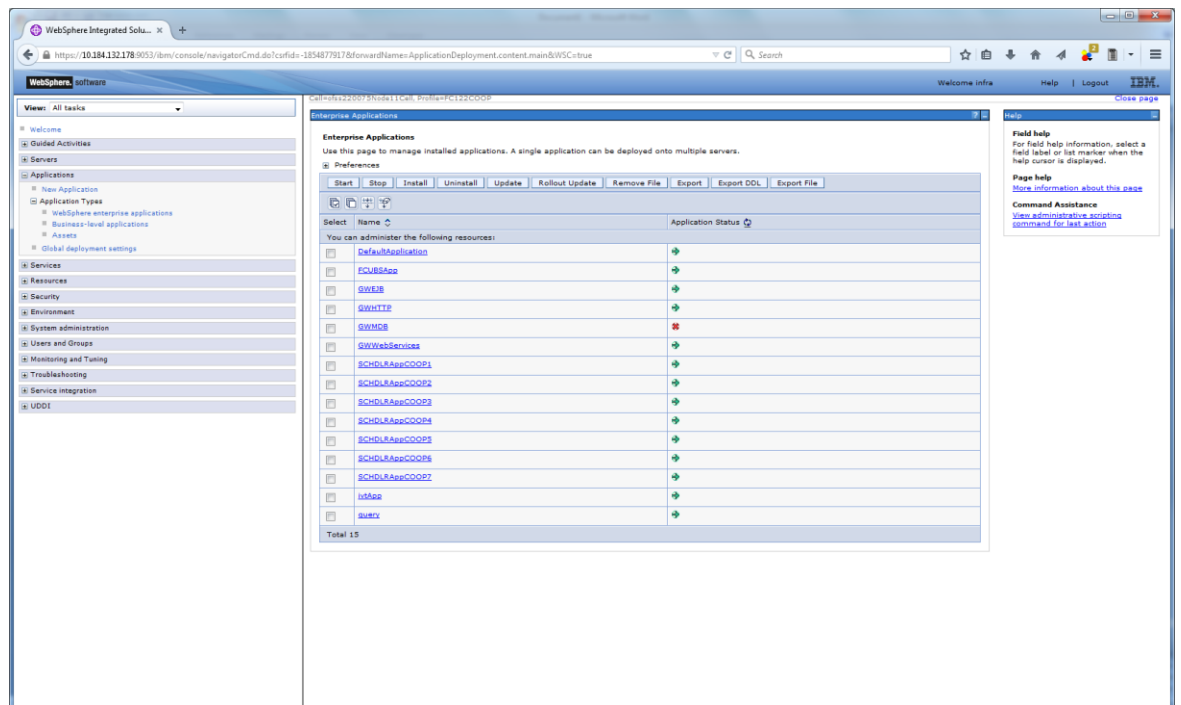 WebSphere Integrated Solu... × +
https://10.184.132.178:9053/ibm/console/navigatorCmd.do?csrfid=-1854877917&forwardName=ApplicationDeployment.content.main&WSC=true
Search
2
WebSphere. software
Welcome infra
Help | Logout
IBM.
View: All tasks
Welcome
Guided Activities
Servers
Applications
New Application
Application Types
WebSphere enterprise applications
Business-level applications
Assets
Global deployment settings
Services
Resources
Security
Environment
System administration
Users and Groups
Monitoring and Tuning
Troubleshooting
Service integration
UDDI
Close page
Enterprise Applications
Enterprise Applications
Use this page to manage installed applications. A single application can be deployed onto multiple servers.
Preferences
Start Stop Install Uninstall Update Rollout Update Remove File Export Export DDL Export File
Select Name Application Status
You can administer the following resources:
DefaultApplication
FCUBSApp
GWEJB
GWHTTP
GWMDB
GWWebServices
SCHDLRAppCOOP1
SCHDLRAppCOOP2
SCHDLRAppCOOP3
SCHDLRAppCOOP4
SCHDLRAppCOOP5
SCHDLRAppCOOP6
SCHDLRAppCOOP7
ivtApp
query
Total 15
Help
Field help
For field help information, select a
field label or list marker when the
help cursor is displayed.
Page help
More information about this page
Command Assistance
View administrative scripting
command for last action